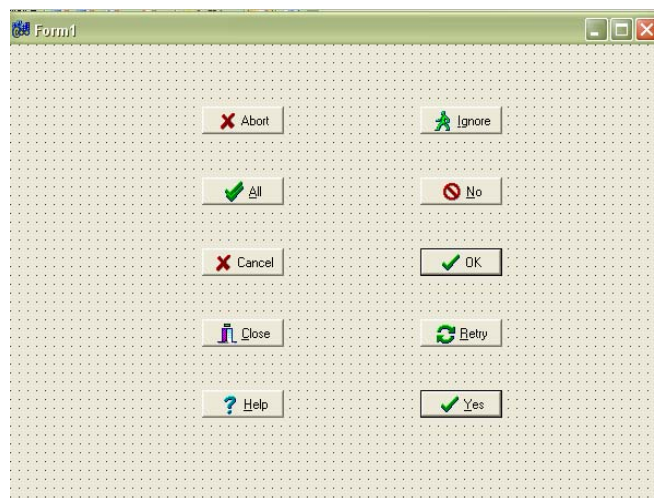 Form1
Abort
Ignore
All
No
Cancel
OK
Close
Retry
Help
Yes